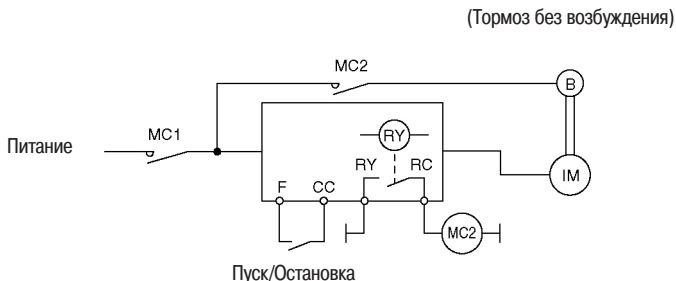 (Тормоз без возбуждения)
MC2
B
Питание
MC1
RY
RY
RC
IM
F
CC
MC2
Пуск/Остановка